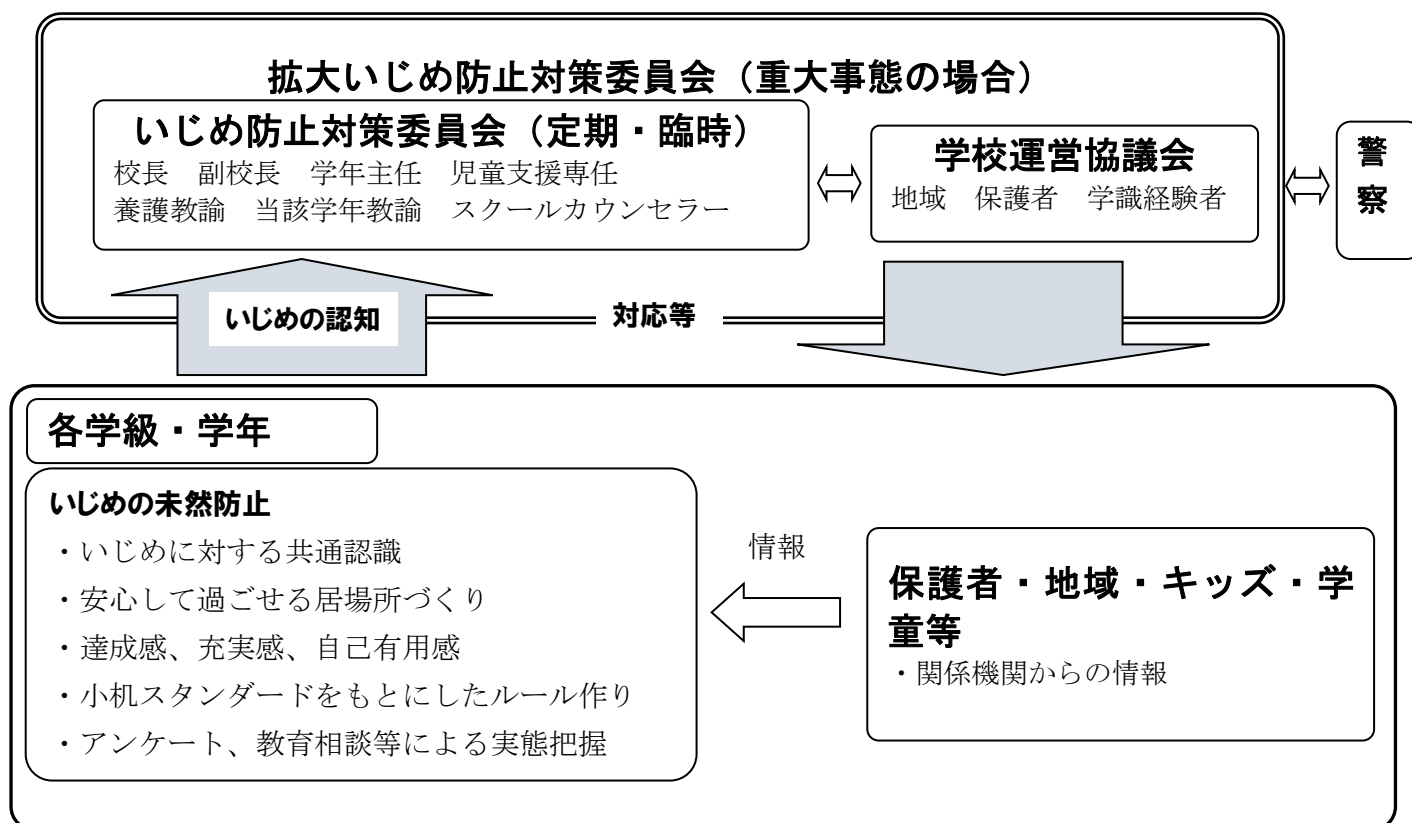 拡大いじめ防止対策委員会（重大事態の場合）
いじめ防止対策委員会（定期・臨時）
校長　副校長　学年主任　児童支援専任
養護教諭　当該学年教諭　スクールカウンセラー
学校運営協議会
地域　保護者　学識経験者
警
察
いじめの認知
対応等
各学級・学年
いじめの未然防止
・いじめに対する共通認識
・安心して過ごせる居場所づくり
・達成感、充実感、自己有用感
・小机スタンダードをもとにしたルール作り
・アンケート、教育相談等による実態把握
情報
保護者・地域・キッズ・学
童等
・関係機関からの情報